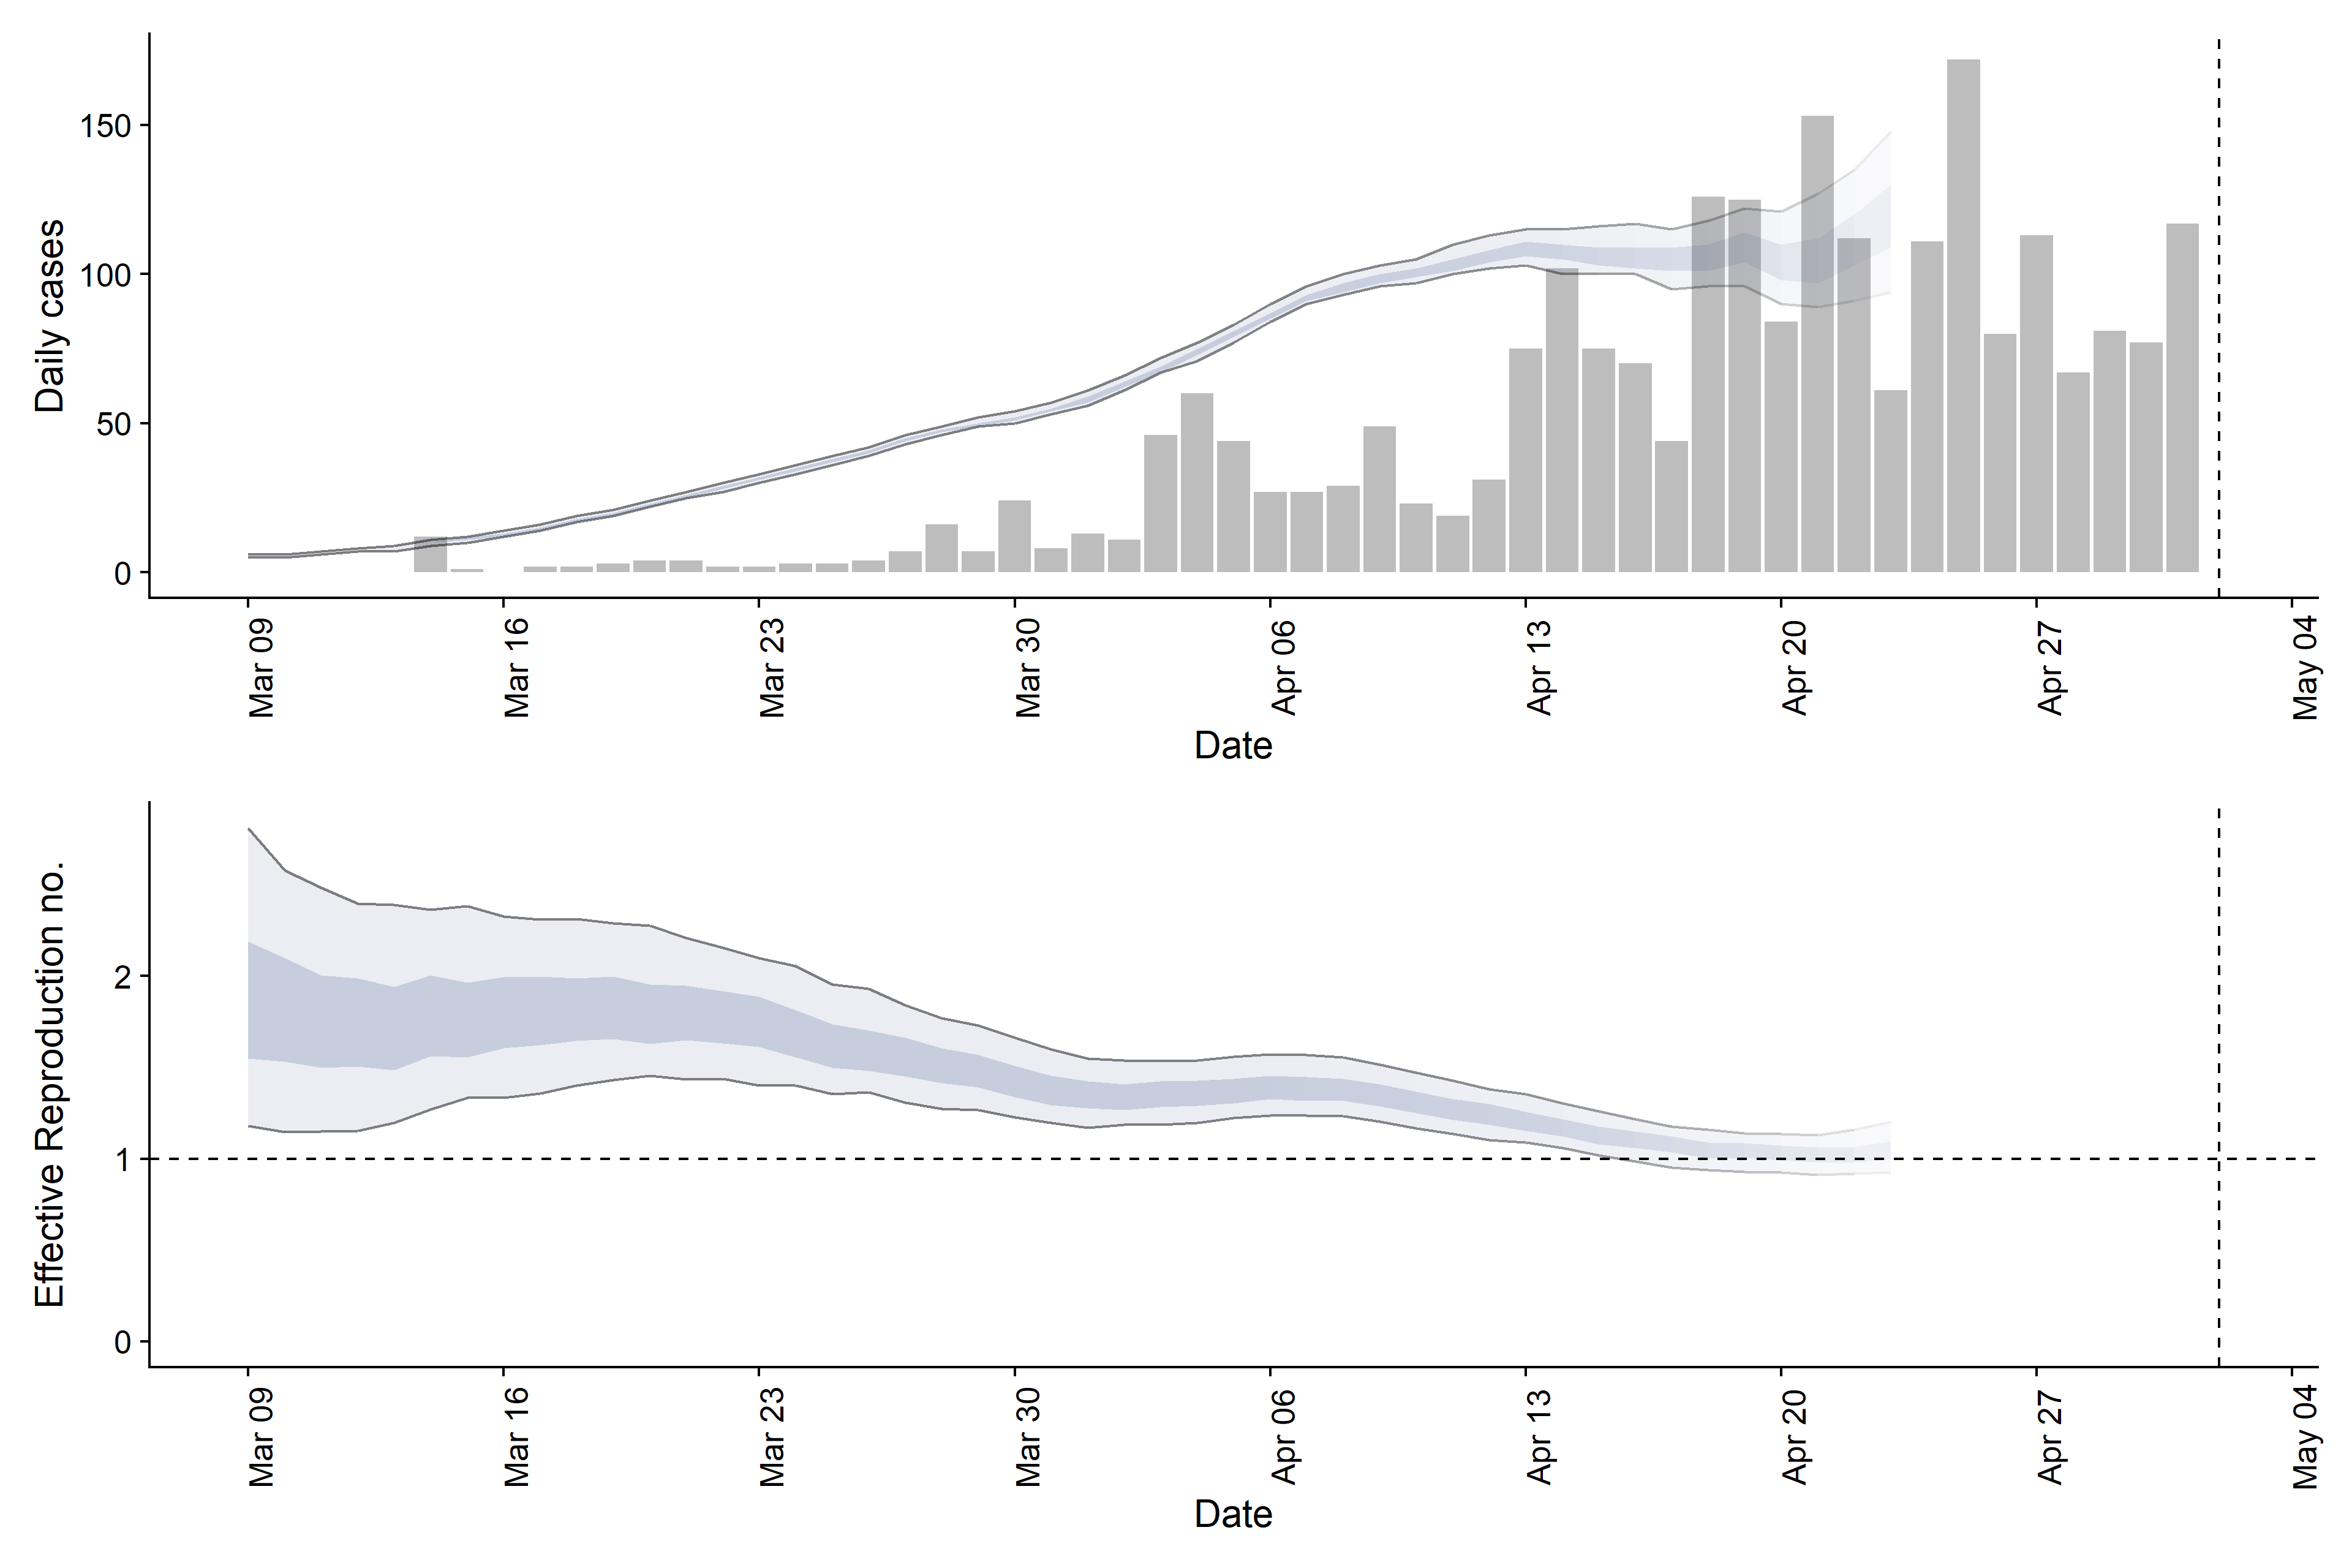 Daily cases
150
100
50
0
Mar 09
Mar 16
Mar 23
Mar 30
Apr 06
Apr 13
Apr 20
Apr 27
May 04
Date
Effective Reproduction no.
2
1
0
Mar 09
Mar 16
Mar 23
Mar 30
Apr 06
Apr 13
Apr 20
Apr 27
May 04
Date